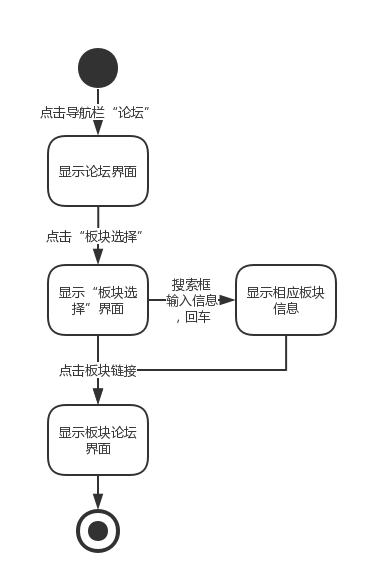 点击导航栏“论坛”
显示论坛界面
点击“板块选择”
显示“板块选
择”界面
搜索框
输入信息
，回车
显示相应板块
信息
点击板块链接
显示板块论坛
界面